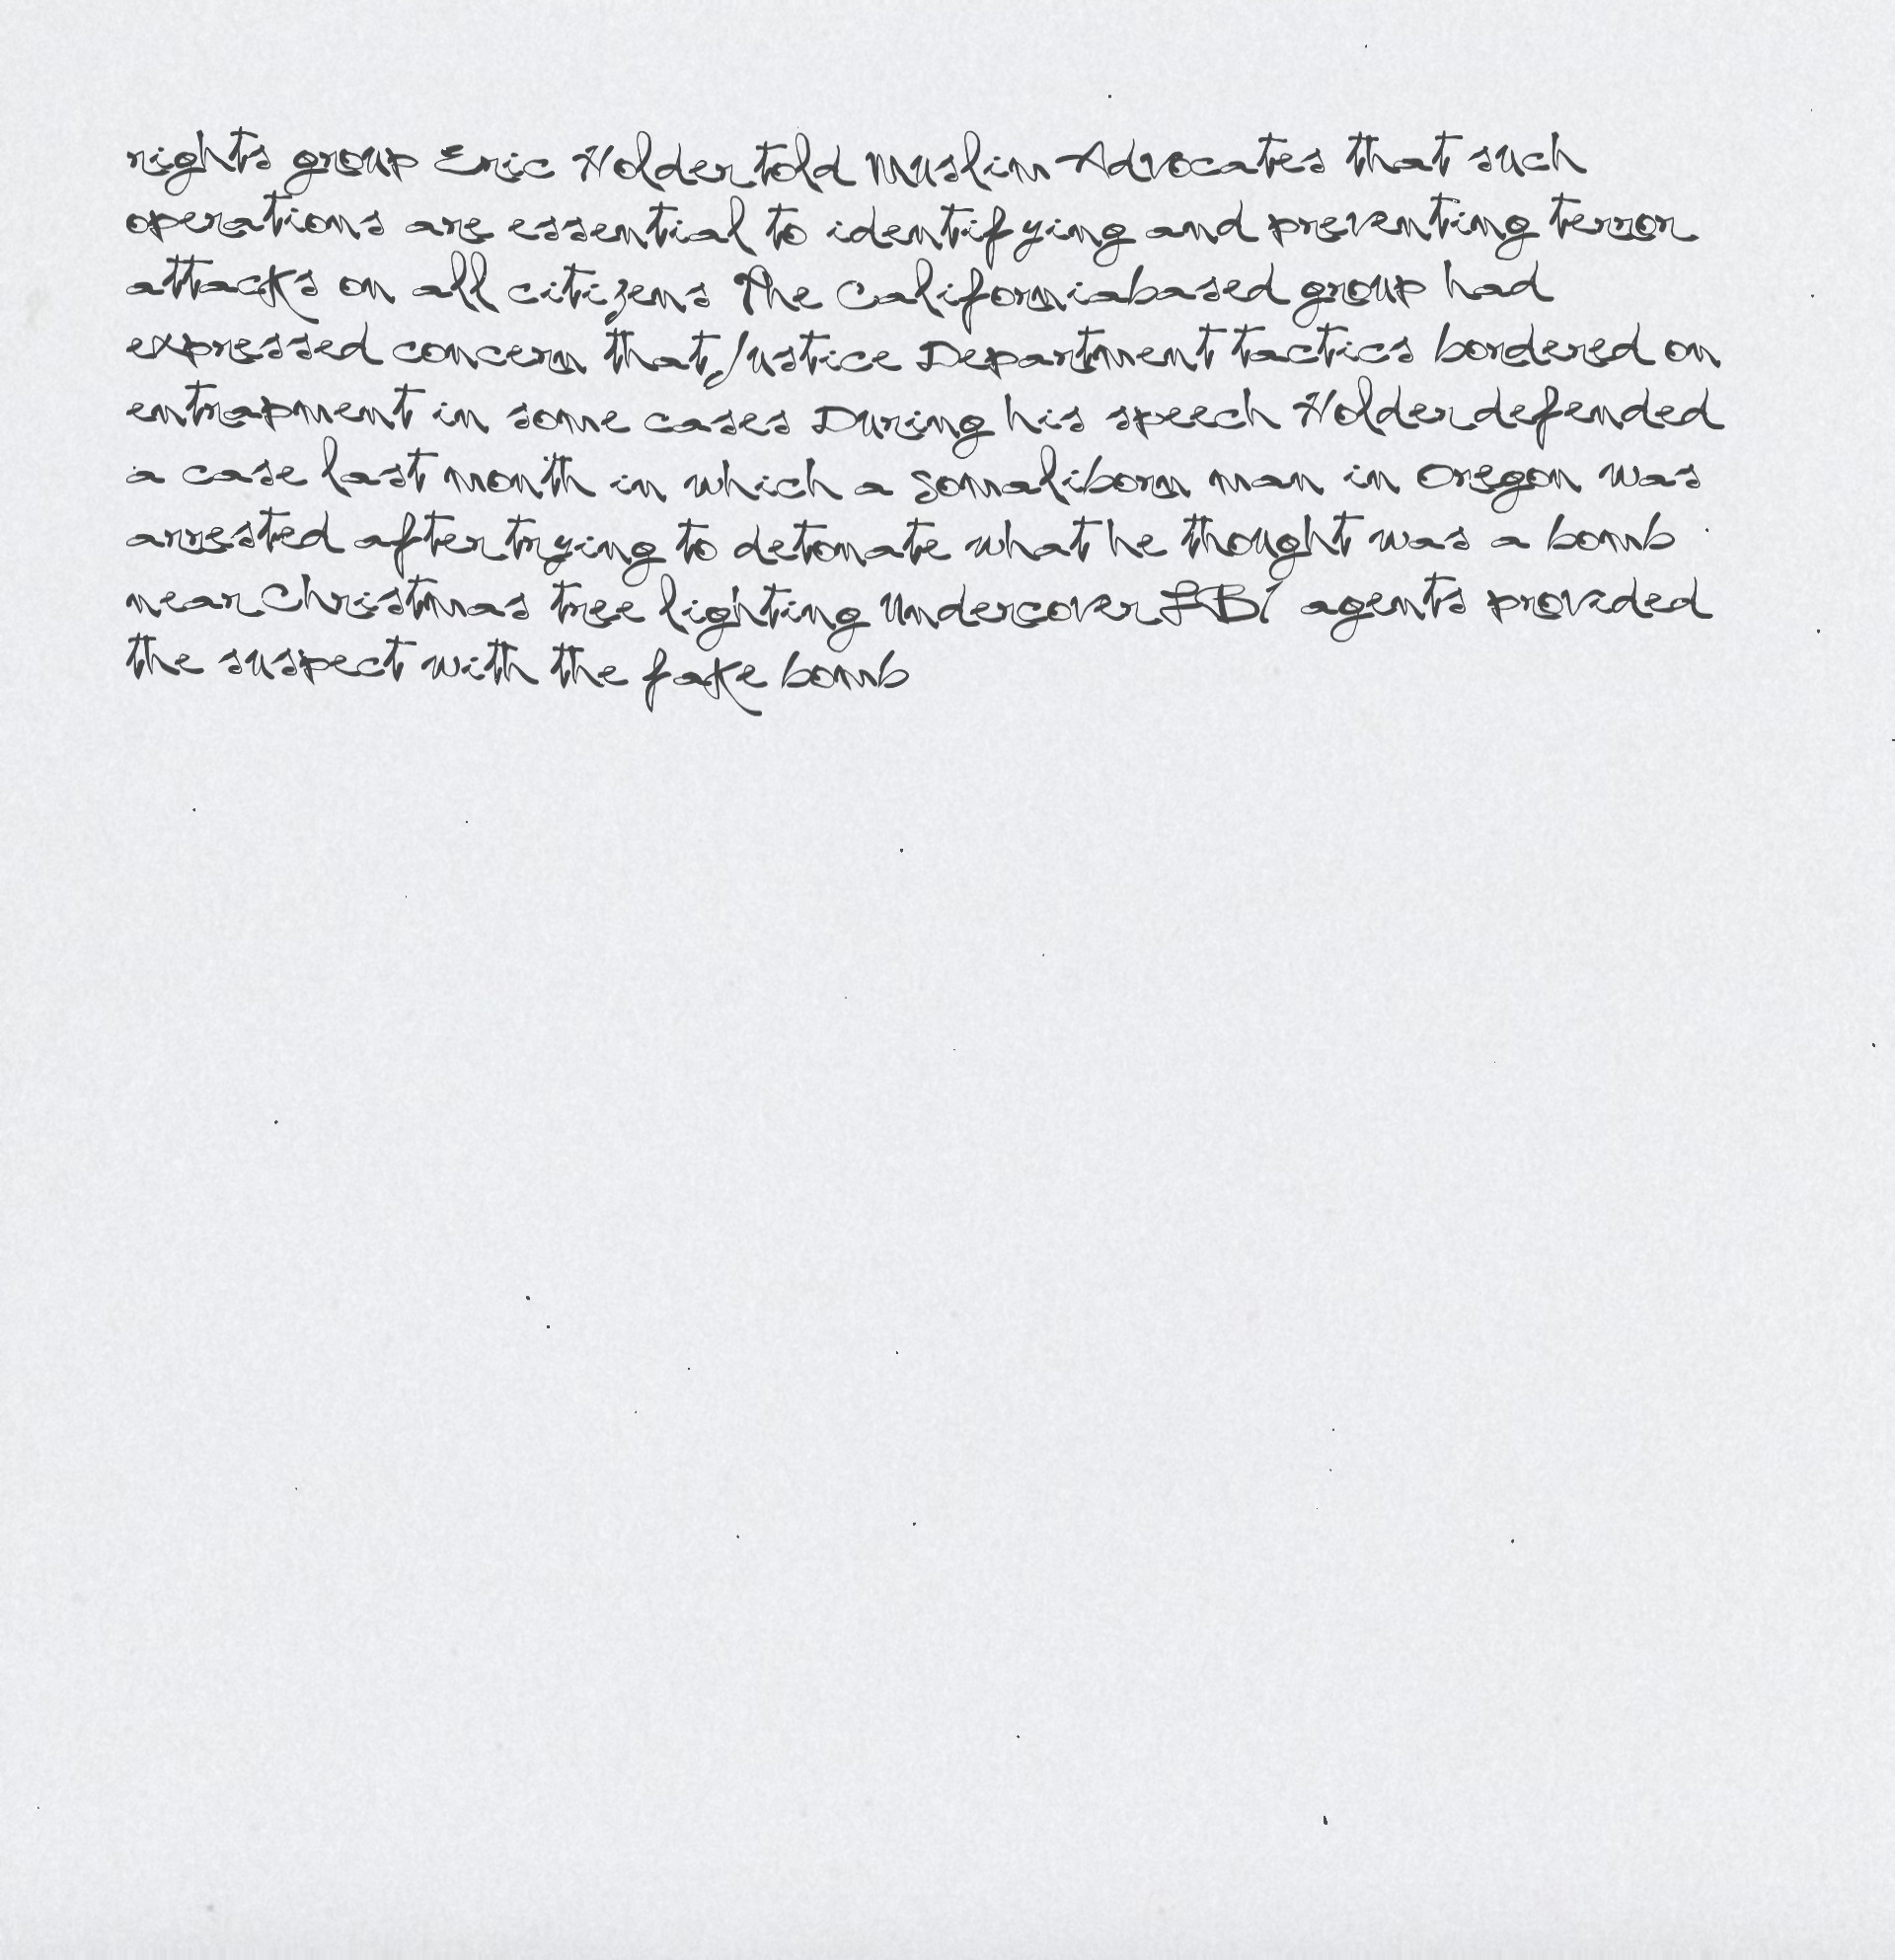 rights group Eric Holder told Muslim Advocates that such
operations are essential to identifying and preventing terror
attacks on all citizens The Californiabased group had
expressed concern that Justice Department tactics bordered on
entrapment in some cases During his speech Holder defended
a case last month in which a Somaliborn man in Oregon was
arrested after trying to detonate what he thought was a bomb
near Christmas tree lighting Undercover FBI agents provided
the suspect with the fake bomb